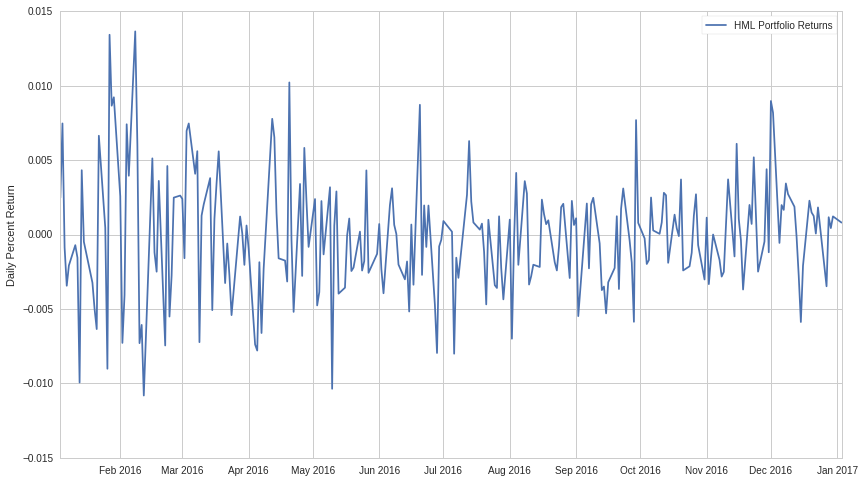 0.015
HML Portfolio Returns
0.010
0.005
0.000
−0.005
−0.010
−0.015
Daily Percent Return
Feb 2016 Mar 2016 Apr 2016 May 2016 Jun 2016 Jul 2016 Aug 2016 Sep 2016 Oct 2016 Nov 2016 Dec 2016 Jan 2017